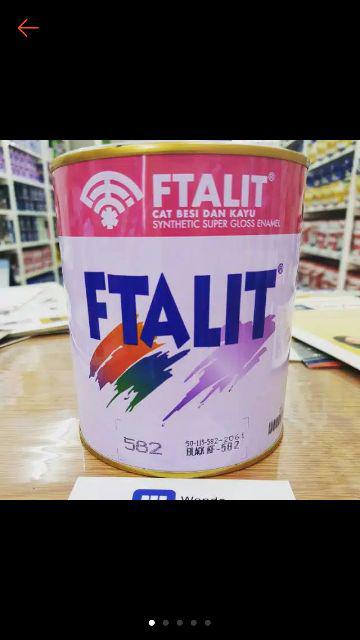 FTALIT®
CAT BESI DAN KAYU
SYNTHETIC SUPER GLOSS ENAMEL
FTALIT®
582
BLACK KF-582